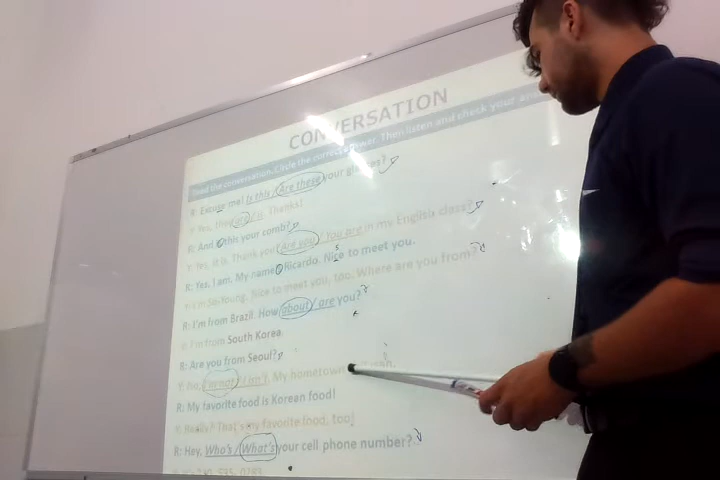 CONVERSATION
Read the conversation. Circle the correct answer. Then listen and check your
R: Excuse me! Is this / Are these your glasses?
Y: Yes, they are / is. Thanks!
R: And is this your comb?
Y: Yes, it is. Thank you! Are you / You are in my English class?
R: Yes, I am. My name's Ricardo. Nice to meet you.
Y: I'm Se-Young. Nice to meet you, too. Where are you from?
R: I'm from Brazil. How about / are you?
Y: I'm from South Korea.
R: Are you from Seoul?
Y: No, I'm not / I isn't. My hometown
R: My favorite food is Korean food!
Y: Really? That's my favorite food, too!
R: Hey, Who's / What's your cell phone number?